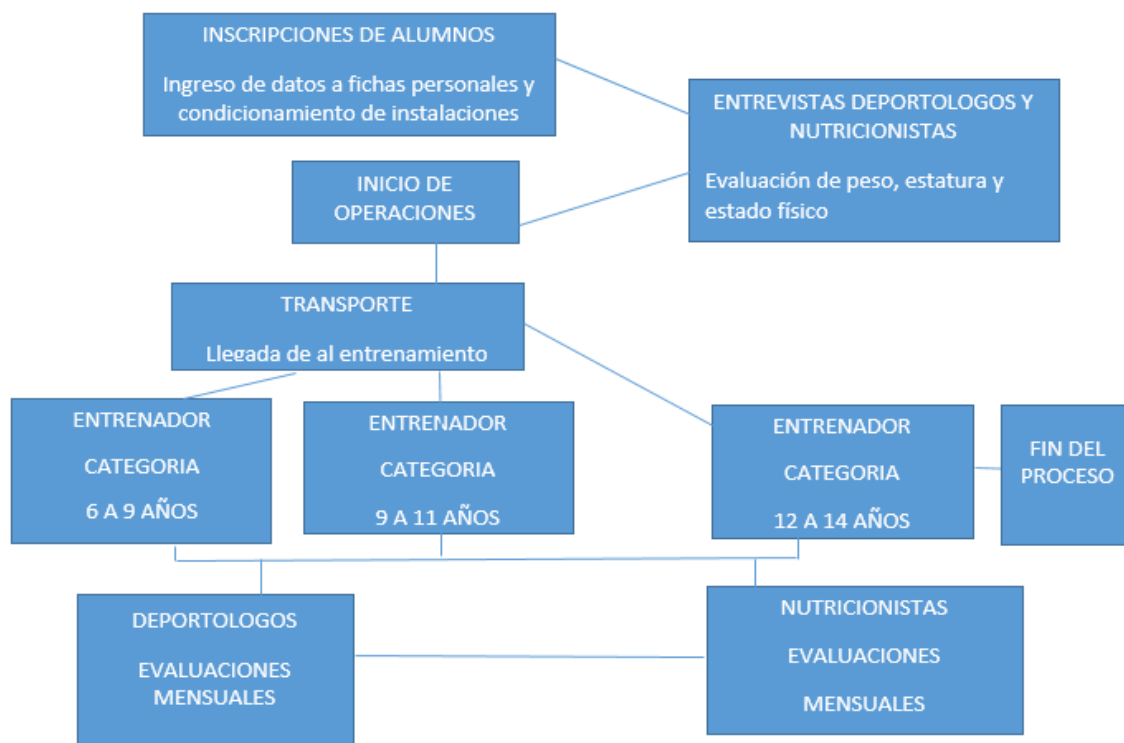 INSCRIPCIONES DE ALUMNOS
Ingreso de datos a fichas personales y
condicionamiento de instalaciones
ENTREVISTAS DEPORTOLOGOS Y
NUTRICIONISTAS
Evaluación de peso, estatura y
estado físico
INICIO DE
OPERACIONES
TRANSPORTE
Llegada de al entrenamiento
ENTRENADOR
CATEGORIA
6 A 9 AÑOS
ENTRENADOR
CATEGORIA
9 A 11 AÑOS
ENTRENADOR
CATEGORIA
12 A 14 AÑOS
FIN DEL
PROCESO
DEPORTOLOGOS
EVALUACIONES
MENSUALES
NUTRICIONISTAS
EVALUACIONES
MENSUALES